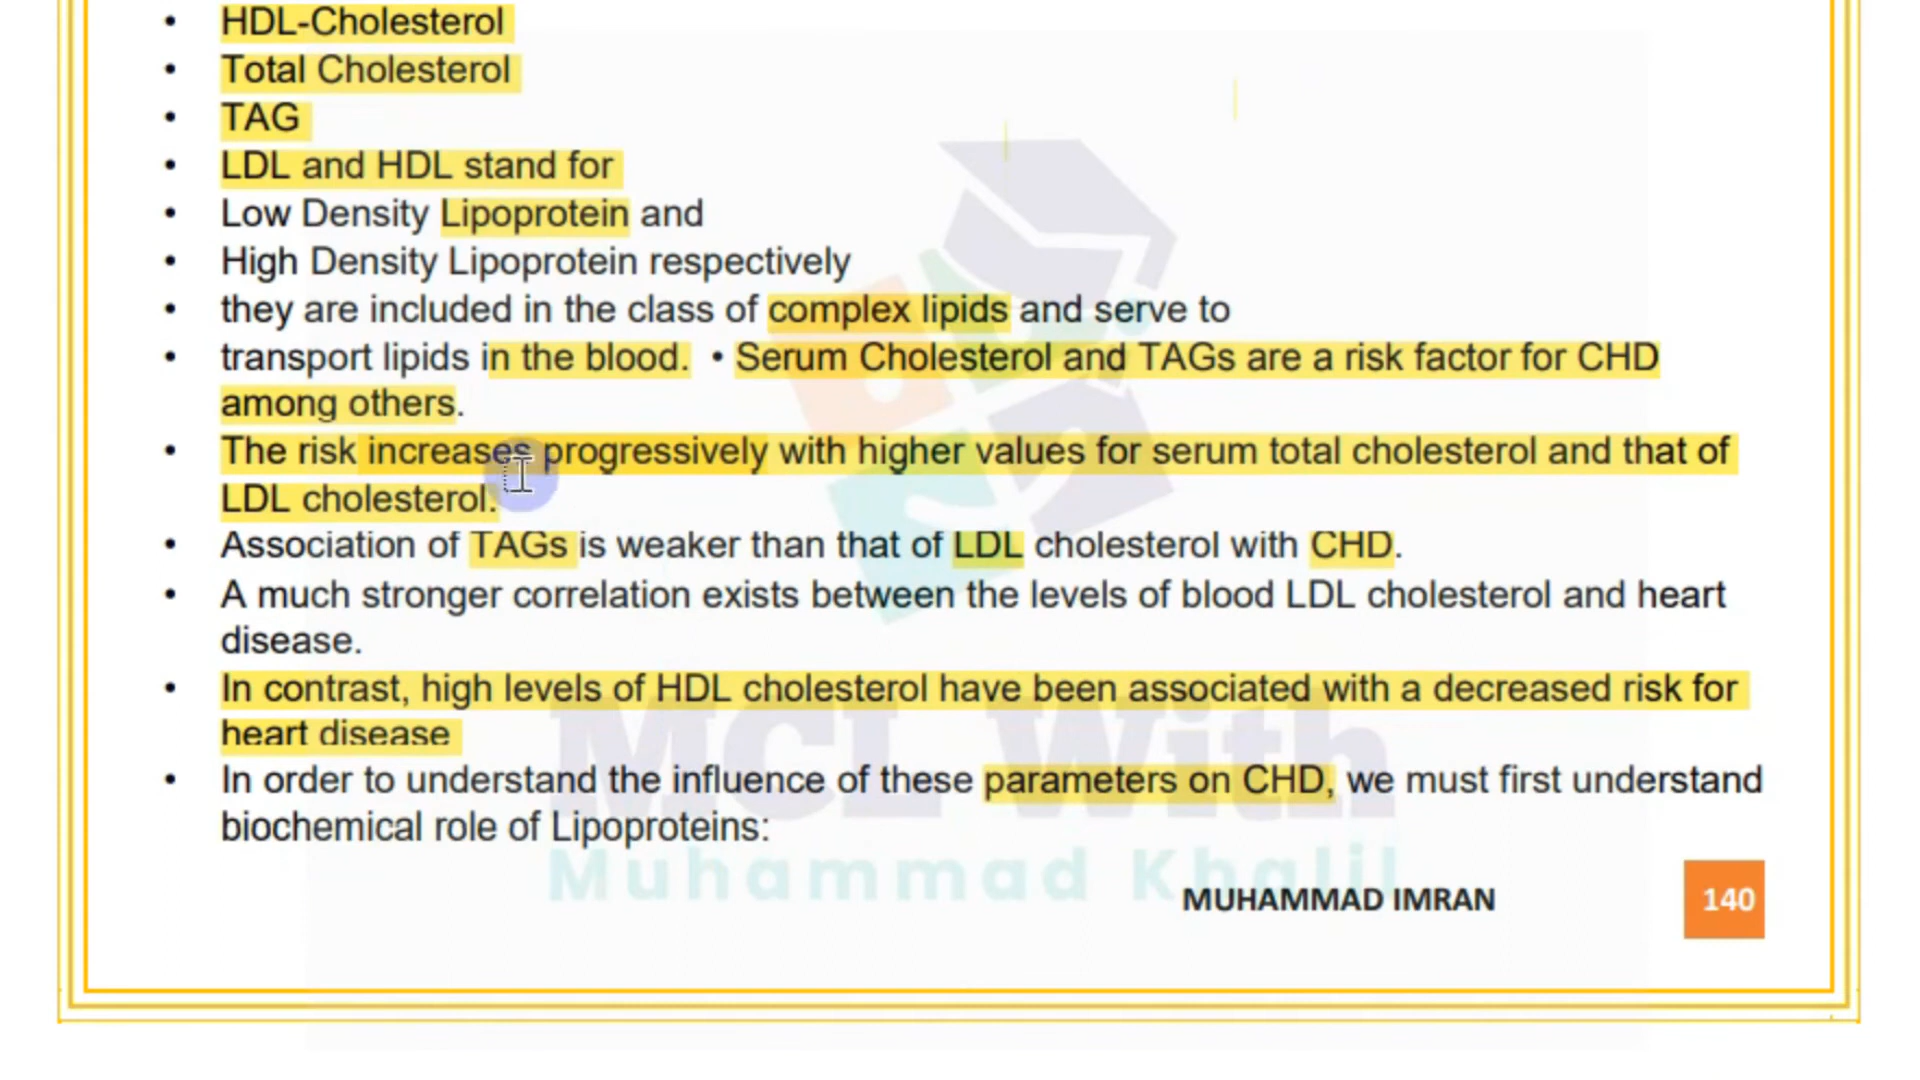 • HDL-Cholesterol
• Total Cholesterol
• TAG
• LDL and HDL stand for
• Low Density Lipoprotein and
• High Density Lipoprotein respectively
• they are included in the class of complex lipids and serve to
• transport lipids in the blood. • Serum Cholesterol and TAGs are a risk factor for CHD
among others.
• The risk increases progressively with higher values for serum total cholesterol and that of
LDL cholesterol.
• Association of TAGs is weaker than that of LDL cholesterol with CHD.
• A much stronger correlation exists between the levels of blood LDL cholesterol and heart
disease.
• In contrast, high levels of HDL cholesterol have been associated with a decreased risk for
heart disease
• In order to understand the influence of these parameters on CHD, we must first understand
biochemical role of Lipoproteins:
MCL With
Muhammad Khalil
MUHAMMAD IMRAN
140